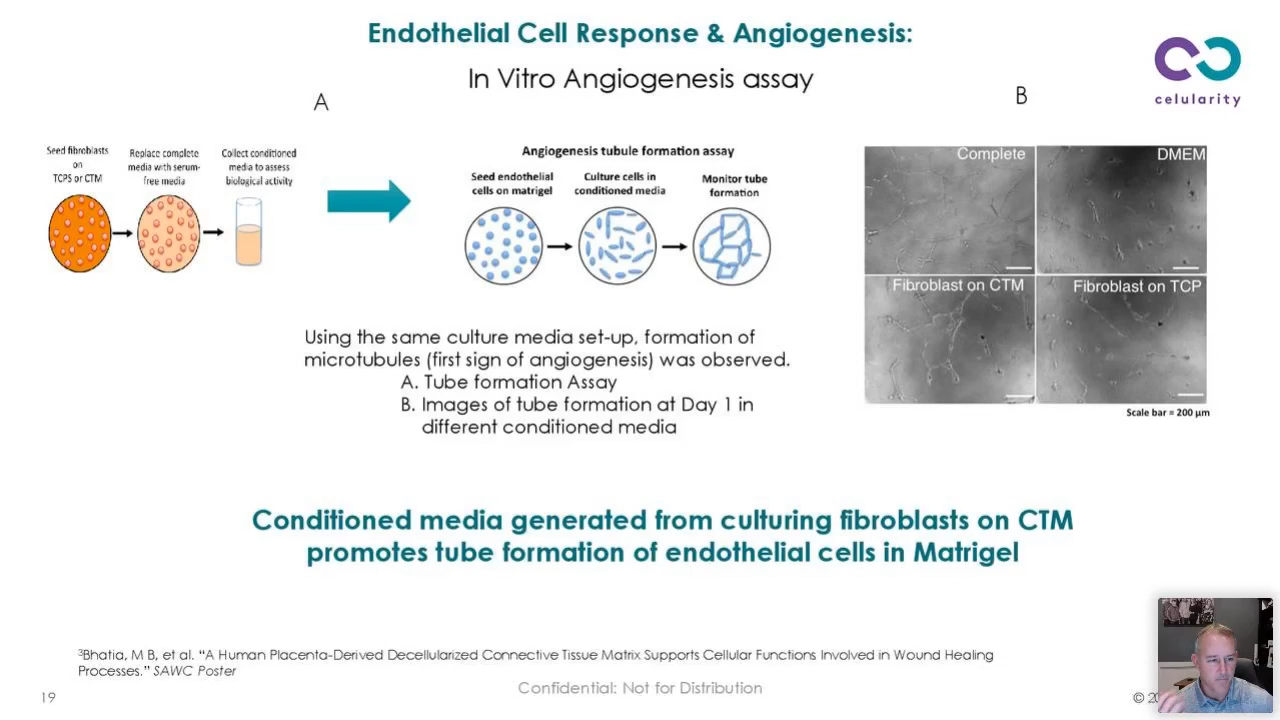 Endothelial Cell Response & Angiogenesis:
In Vitro Angiogenesis assay
celularity
A
Seed fibroblasts
on
TCPS or CTM
Replace complete
media with serum-
free media
Collect conditioned
media to assess
biological activity
Angiogenesis tubule formation assay
Seed endothelial
cells on matrigel
Culture cells in
conditioned media
Monitor tube
formation
B
Complete
DMEM
Fibroblast on CTM
Fibroblast on TCP
Scale bar = 200 μm
Using the same culture media set-up, formation of
microtubules (first sign of angiogenesis) was observed.
A. Tube formation Assay
B. Images of tube formation at Day 1 in
different conditioned media
Conditioned media generated from culturing fibroblasts on CTM
promotes tube formation of endothelial cells in Matrigel
³Bhatia, M B, et al. “A Human Placenta-Derived Decellularized Connective Tissue Matrix Supports Cellular Functions Involved in Wound Healing
Processes.” SAWC Poster
19
Confidential: Not for Distribution
©